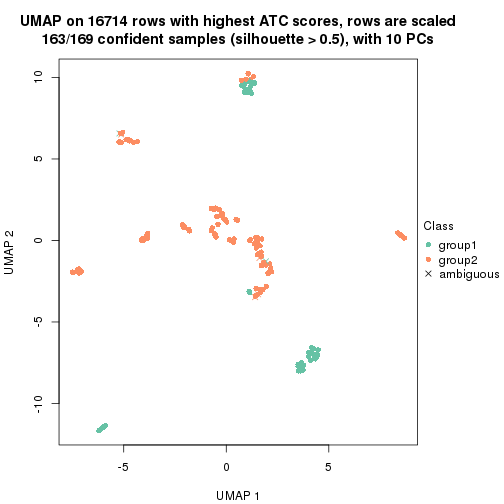 UMAP on 16714 rows with highest ATC scores, rows are scaled
163/169 confident samples (silhouette > 0.5), with 10 PCs
10
5
0
-5
-10
UMAP 2
-5
0
5
UMAP 1
Class
group1
group2
ambiguous